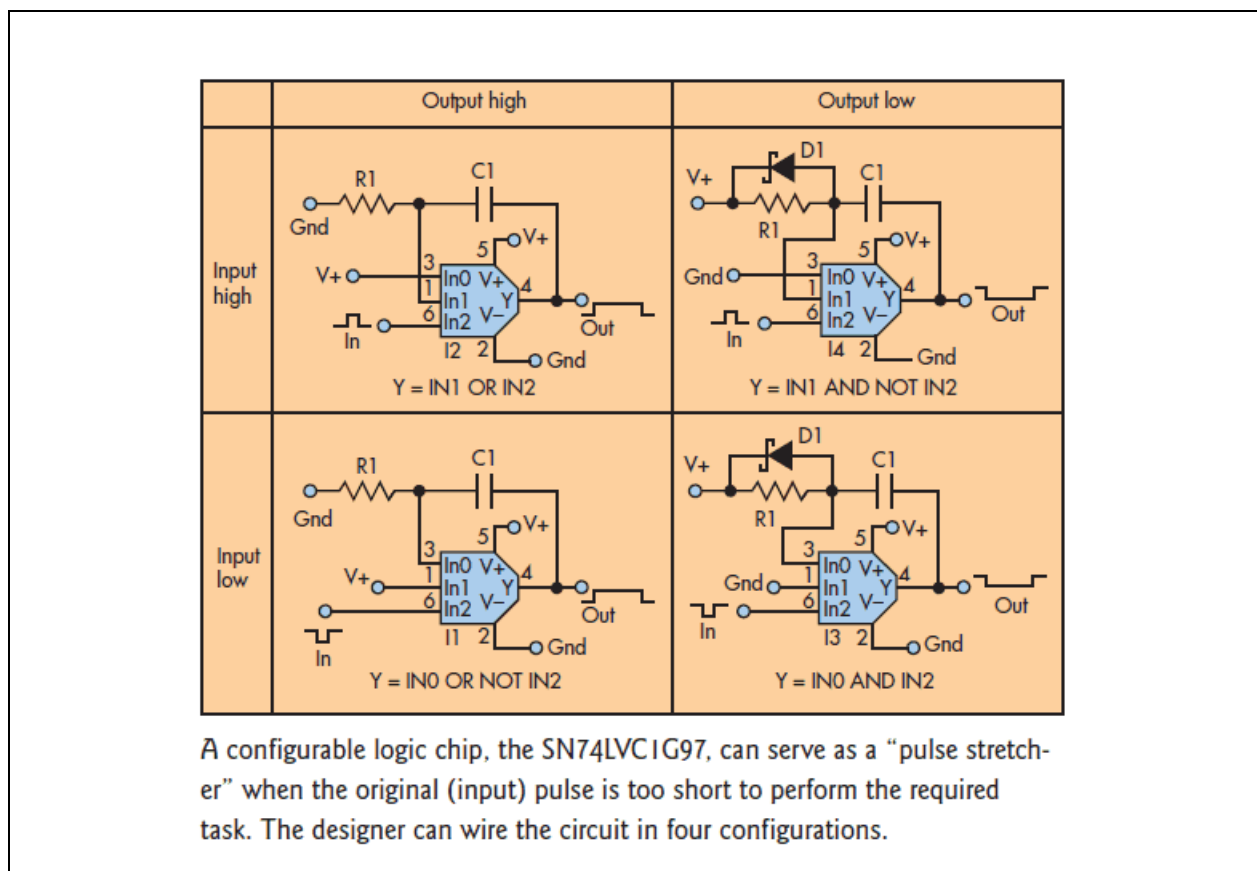 Output high
Output low
Input
high
R1
C1
Gnd
V+
5
V+
3
In0 V+
4
1
In1 Y
6
In2 V–
In
Out
I2 2
Gnd
Y = IN1 OR IN2
D1
V+
C1
R1
5
V+
Gnd
3
In0 V+
4
1
In1 Y
6
In2 V–
In
Out
I4 2
Gnd
Y = IN1 AND NOT IN2
Input
low
R1
C1
Gnd
5
V+
3
In0 V+
4
V+
1
In1 Y
6
In2 V–
In
Out
I1 2
Gnd
Y = IN0 OR NOT IN2
D1
V+
C1
R1
5
V+
3
In0 V+
4
Gnd
1
In1 Y
6
In2 V–
In
Out
I3 2
Gnd
Y = IN0 AND IN2
A configurable logic chip, the SN74LVC1G97, can serve as a “pulse stretch-
er” when the original (input) pulse is too short to perform the required
task. The designer can wire the circuit in four configurations.